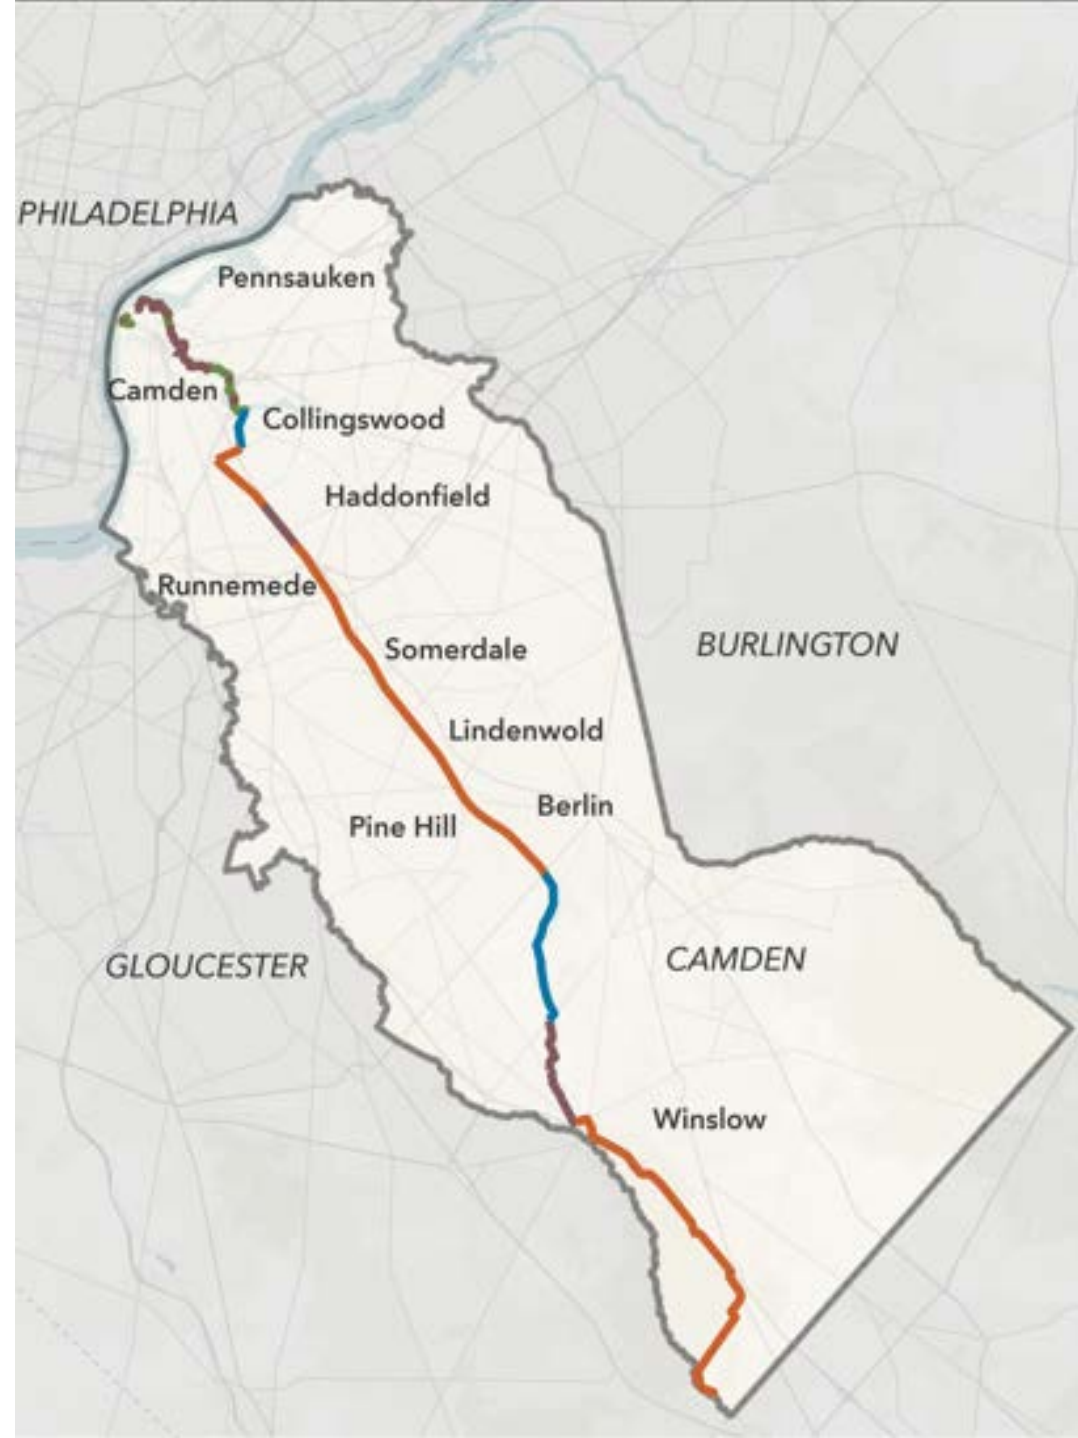 PHILADELPHIA
Pennsauken
Camden
Collingswood
Haddonfield
Runnemede
Somerdale
BURLINGTON
Lindenwold
Berlin
Pine Hill
GLOUCESTER
CAMDEN
Winslow